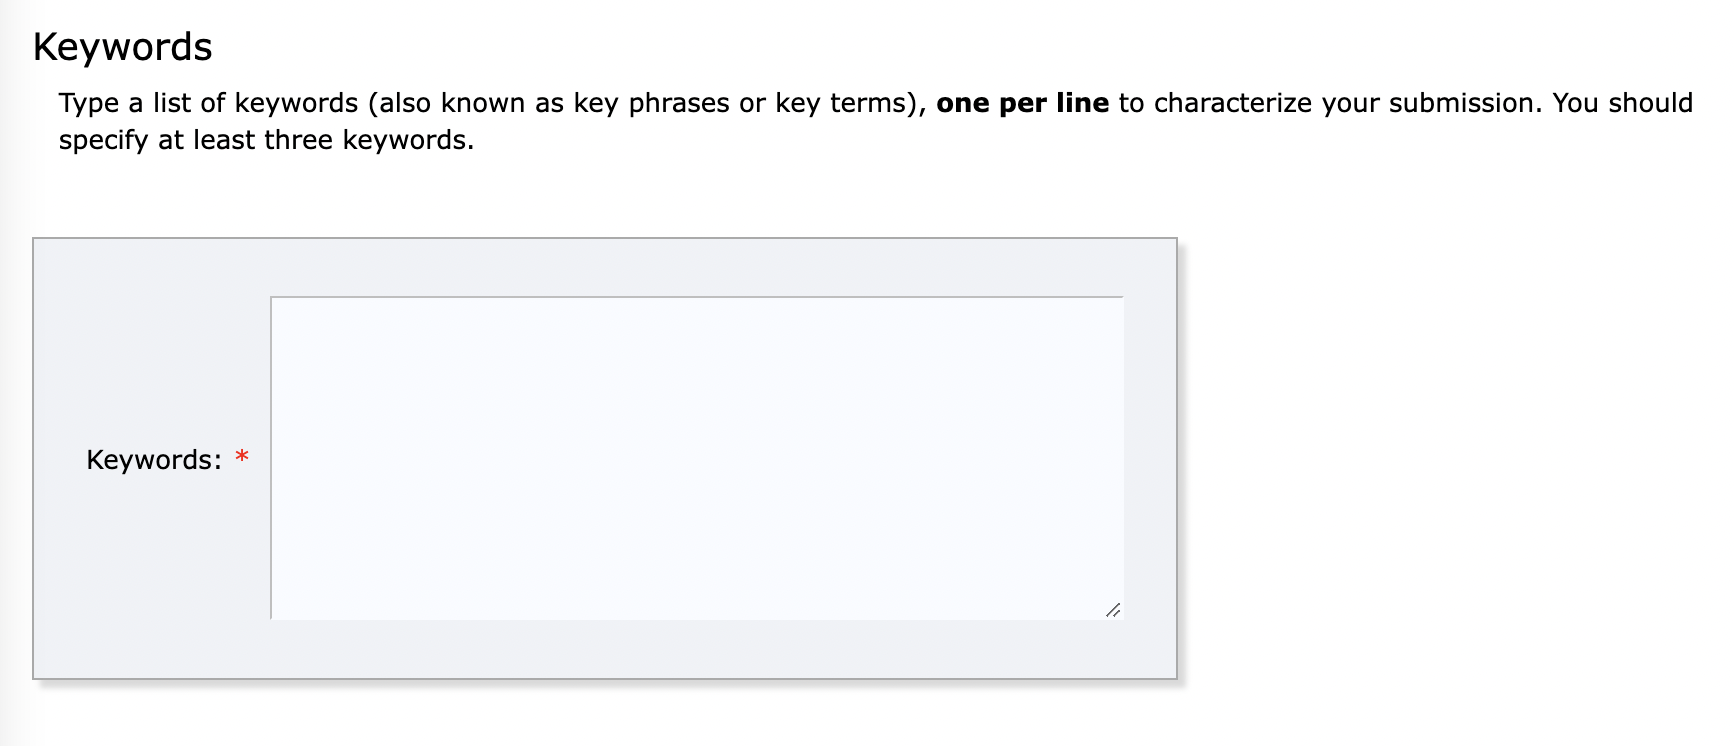 Keywords
Type a list of keywords (also known as key phrases or key terms), one per line to characterize your submission. You should
specify at least three keywords.
Keywords: *